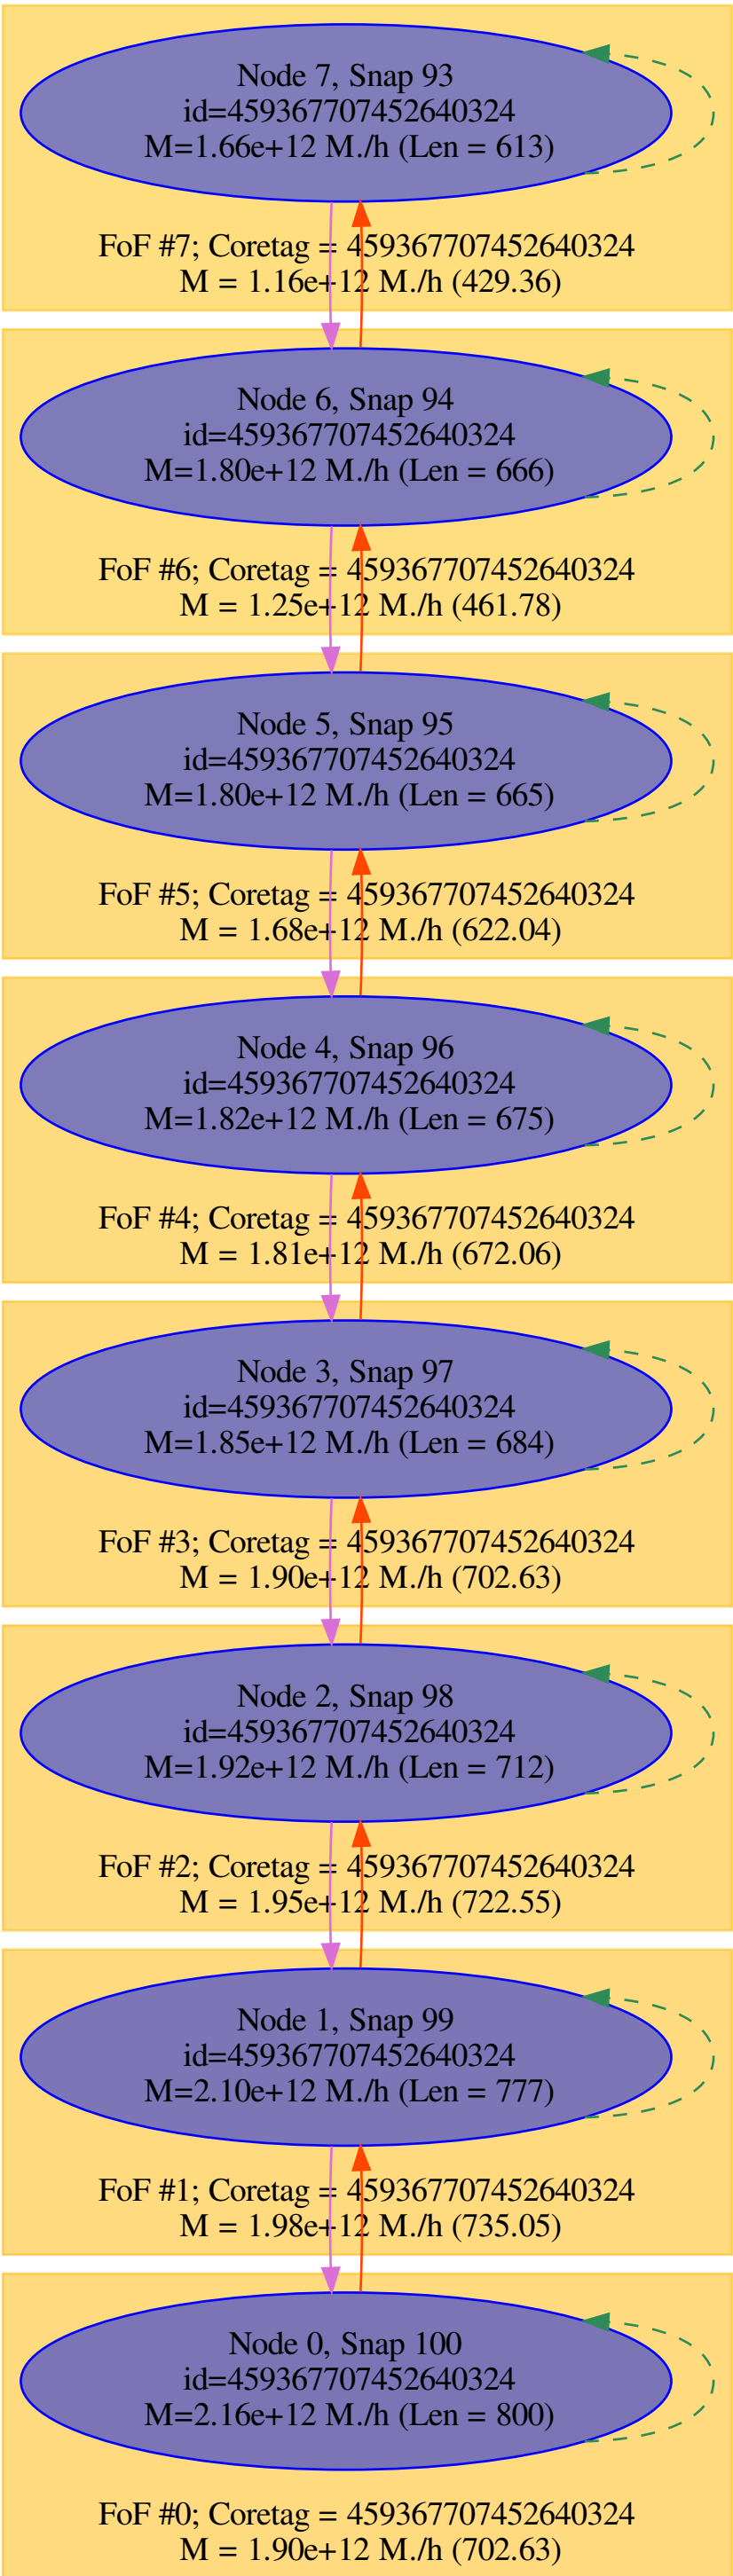 Node 7, Snap 93
id=459367707452640324
M=1.66e+12 M./h (Len = 613)
FoF #7; Coretag = 459367707452640324
M = 1.16e+12 M./h (429.36)
Node 6, Snap 94
id=459367707452640324
M=1.80e+12 M./h (Len = 666)
FoF #6; Coretag = 459367707452640324
M = 1.25e+12 M./h (461.78)
Node 5, Snap 95
id=459367707452640324
M=1.80e+12 M./h (Len = 665)
FoF #5; Coretag = 459367707452640324
M = 1.68e+12 M./h (622.04)
Node 4, Snap 96
id=459367707452640324
M=1.82e+12 M./h (Len = 675)
FoF #4; Coretag = 459367707452640324
M = 1.81e+12 M./h (672.06)
Node 3, Snap 97
id=459367707452640324
M=1.85e+12 M./h (Len = 684)
FoF #3; Coretag = 459367707452640324
M = 1.90e+12 M./h (702.63)
Node 2, Snap 98
id=459367707452640324
M=1.92e+12 M./h (Len = 712)
FoF #2; Coretag = 459367707452640324
M = 1.95e+12 M./h (722.55)
Node 1, Snap 99
id=459367707452640324
M=2.10e+12 M./h (Len = 777)
FoF #1; Coretag = 459367707452640324
M = 1.98e+12 M./h (735.05)
Node 0, Snap 100
id=459367707452640324
M=2.16e+12 M./h (Len = 800)
FoF #0; Coretag = 459367707452640324
M = 1.90e+12 M./h (702.63)